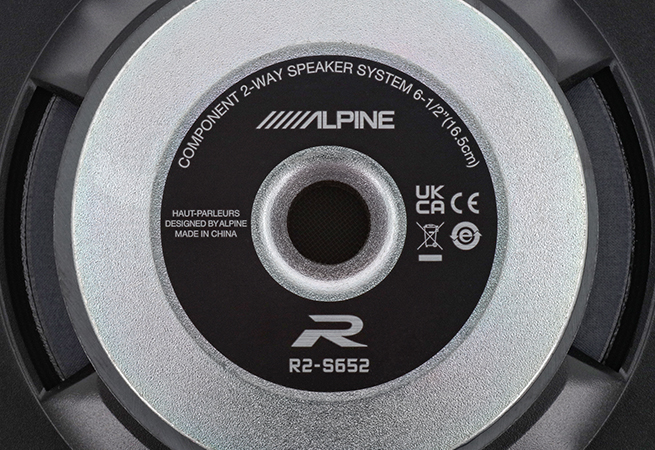 COMPONENT 2-WAY SPEAKER SYSTEM 6-1/2"(16.5cm)
ALPINE
UK
CA CE
HAUT-PARLEURS
DESIGNED BY ALPINE
MADE IN CHINA
e
R
R2-S652